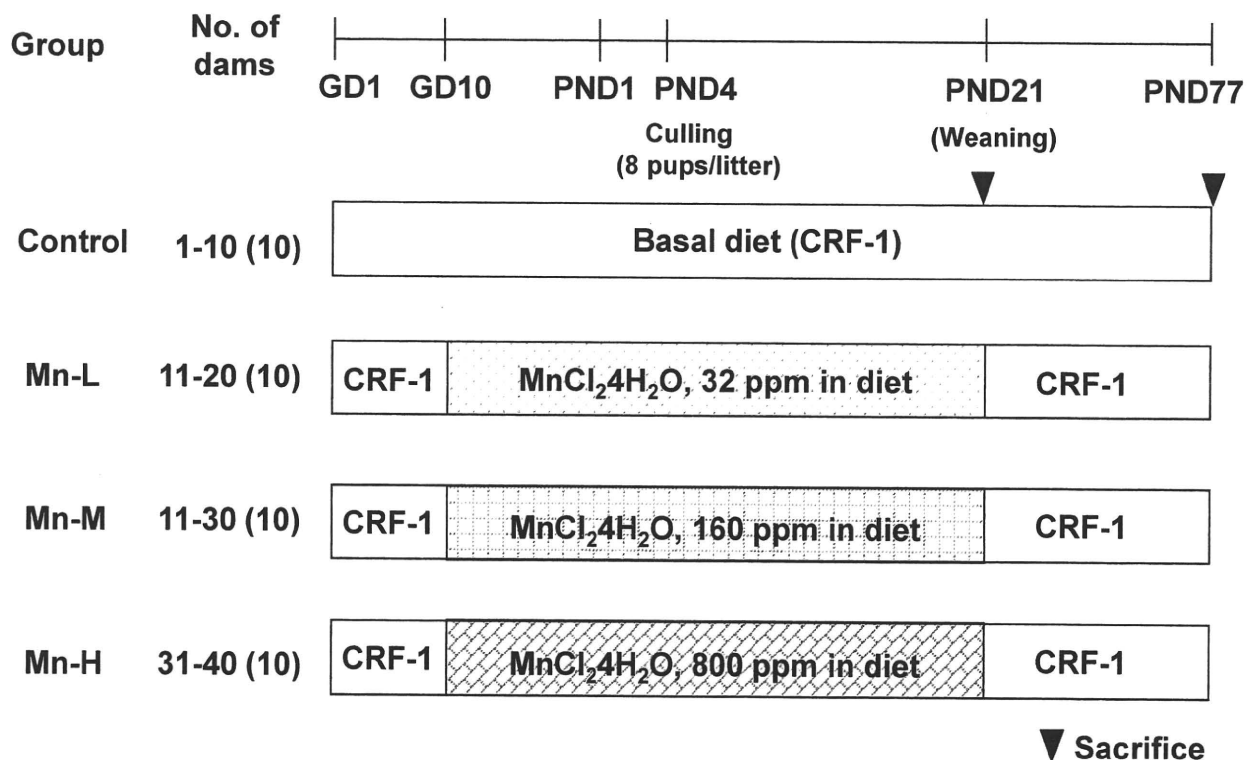 Group
No. of
dams
GD1 GD10 PND1 PND4 PND21 PND77
Culling
(8 pups/litter)
(Weaning)
Control 1-10 (10) Basal diet (CRF-1)
Mn-L 11-20 (10) CRF-1 MnCl₂4H₂O, 32 ppm in diet CRF-1
Mn-M 11-30 (10) CRF-1 MnCl₂4H₂O, 160 ppm in diet CRF-1
Mn-H 31-40 (10) CRF-1 MnCl₂4H₂O, 800 ppm in diet CRF-1
Sacrifice